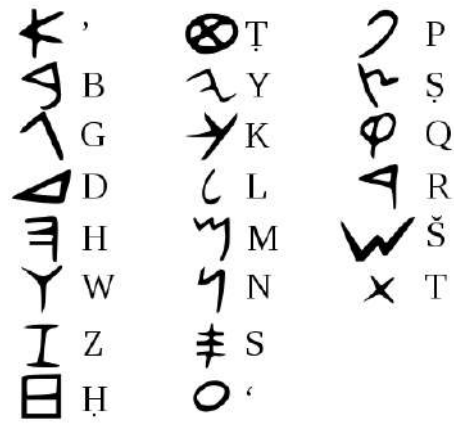 𐤀 ’
𐤁 B
𐤂 G
𐤃 D
𐤄 H
𐤅 W
𐤆 Z
𐤇 Ḥ
𐤈 Ṭ
𐤉 Y
𐤊 K
𐤋 L
𐤌 M
𐤍 N
𐤎 S
𐤏 ‘
𐤐 P
𐤑 Ṣ
𐤒 Q
𐤓 R
𐤔 Š
𐤕 T